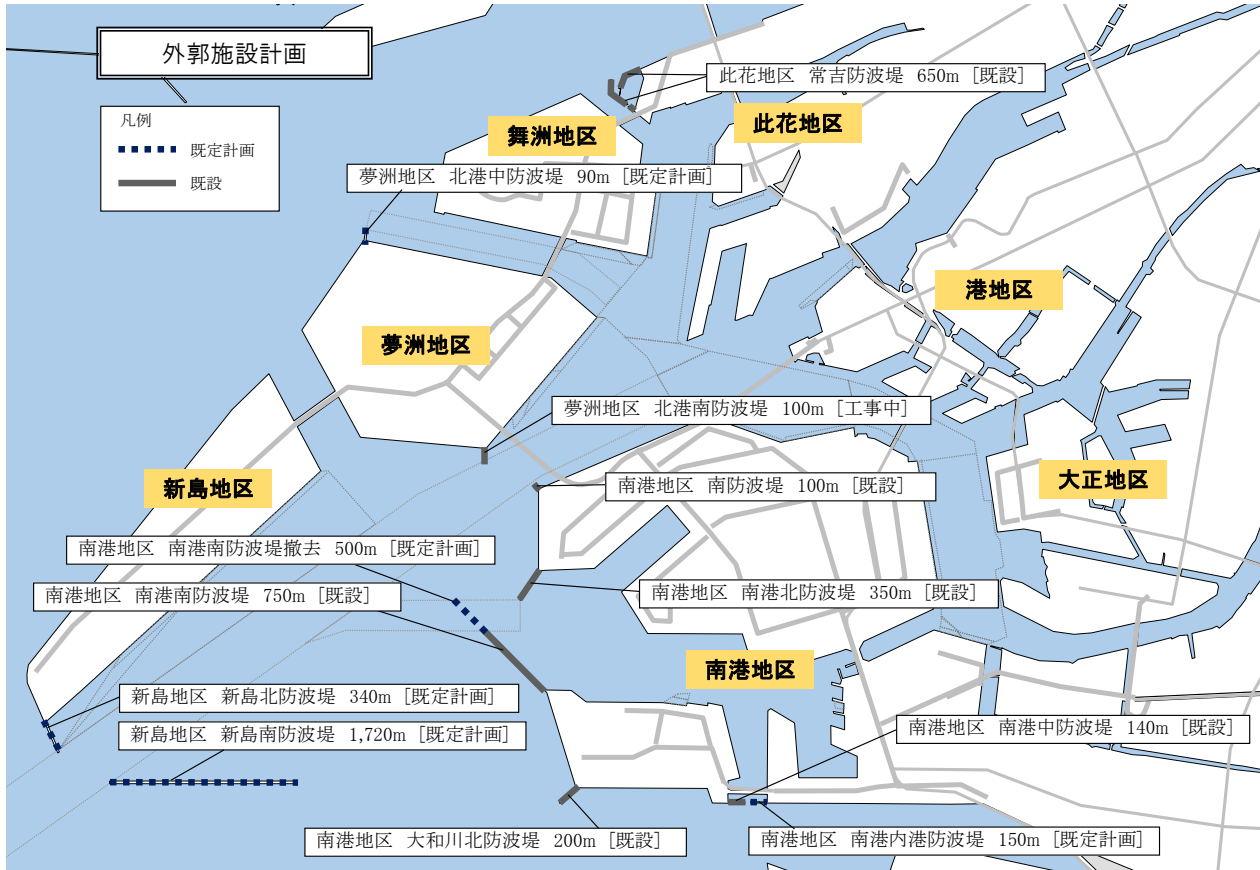 外郭施設計画
凡例
既定計画
既設
此花地区 常吉防波堤 650m [既設]
舞洲地区
此花地区
夢洲地区 北港中防波堤 90m [既定計画]
港地区
夢洲地区
夢洲地区 北港南防波堤 100m [工事中]
新島地区
南港地区 南防波堤 100m [既設]
大正地区
南港地区 南港南防波堤撤去 500m [既定計画]
南港地区 南港南防波堤 750m [既設]
南港地区 南港北防波堤 350m [既設]
南港地区
新島地区 新島北防波堤 340m [既定計画]
新島地区 新島南防波堤 1,720m [既定計画]
南港地区 南港中防波堤 140m [既設]
南港地区 大和川北防波堤 200m [既設]
南港地区 南港内港防波堤 150m [既定計画]